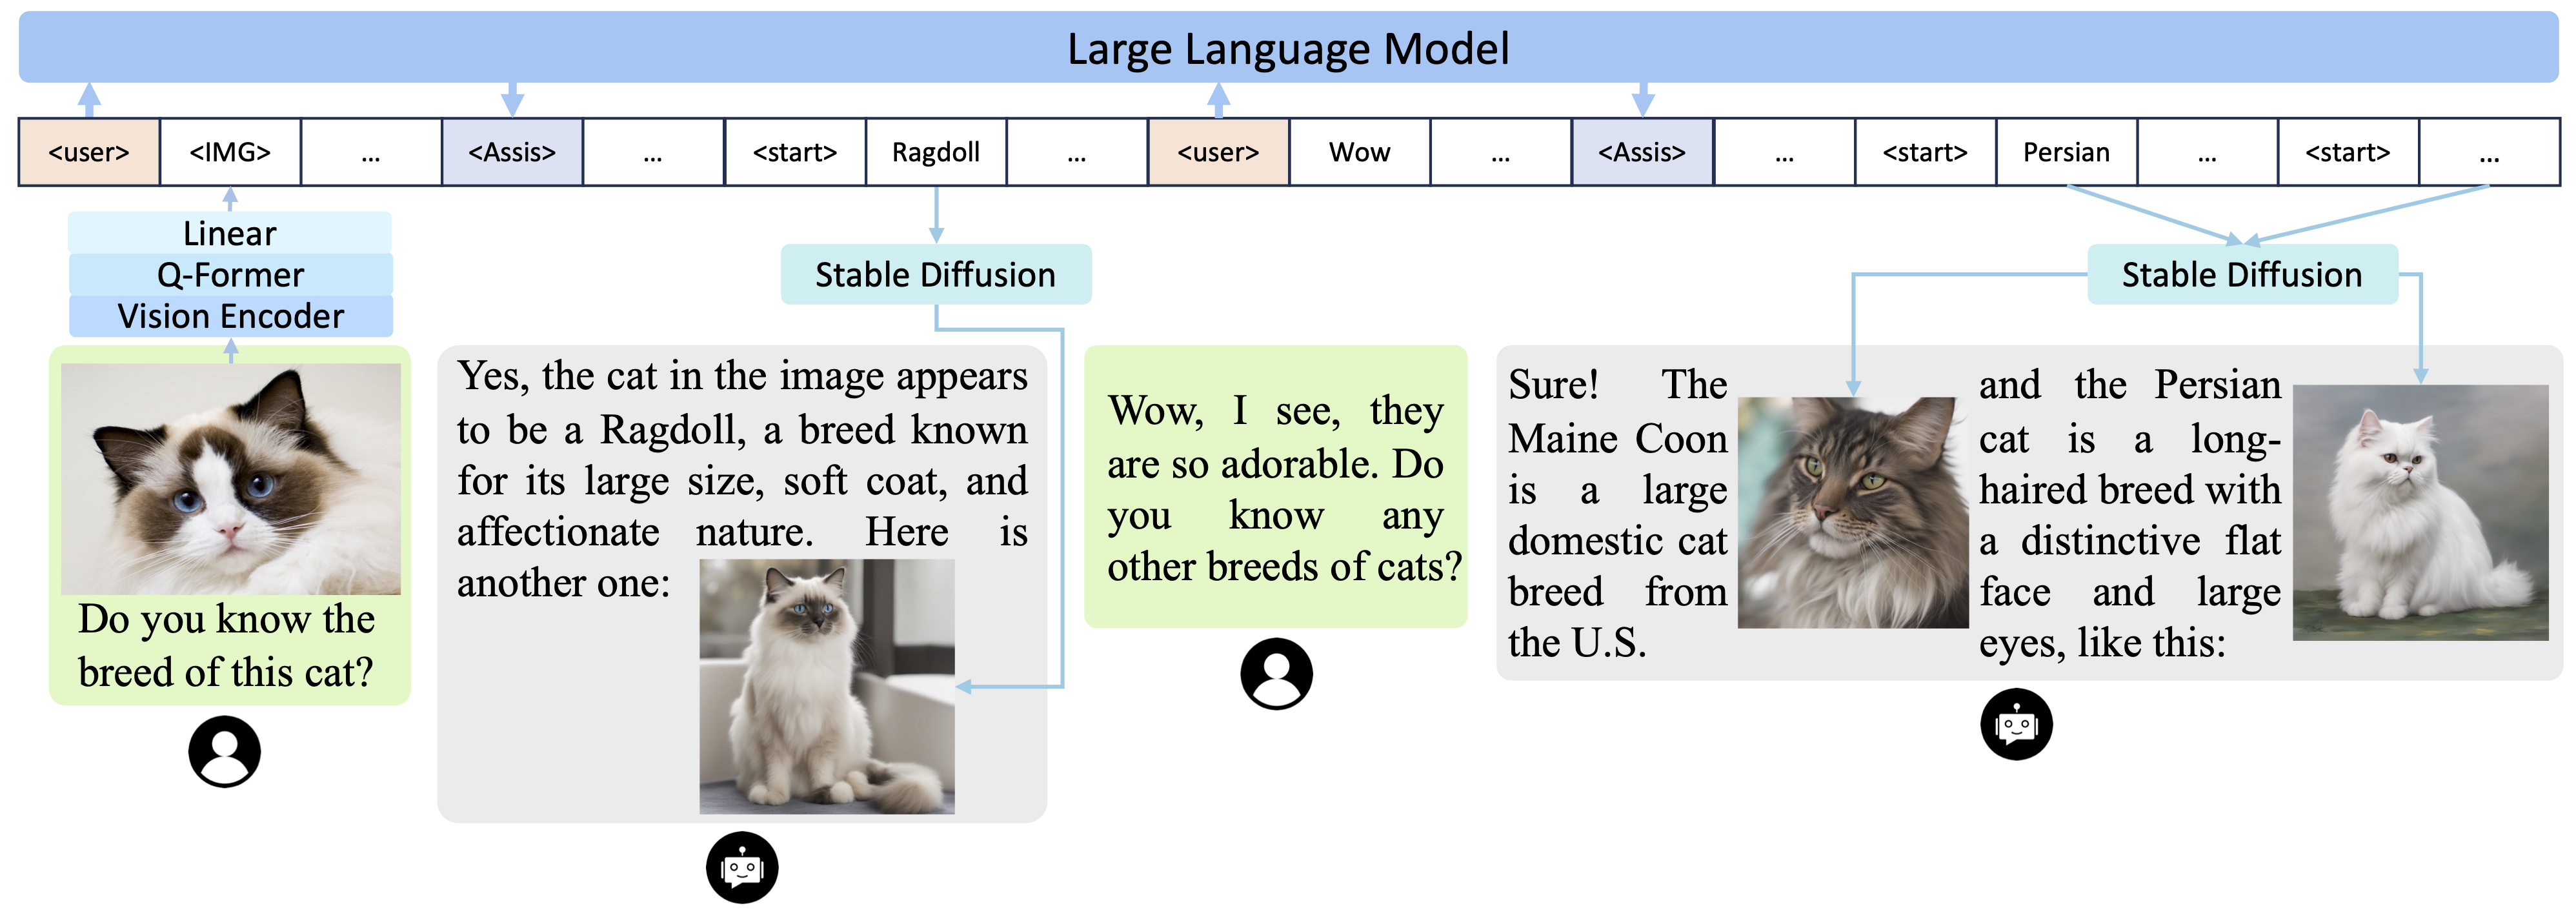 Large Language Model
<user> <IMG> ... <Assis> ... <start> Ragdoll ... <user> Wow ... <Assis> ... <start> Persian ... <start> ...
Linear
Q-Former
Vision Encoder
Do you know the
breed of this cat?
Stable Diffusion
Yes, the cat in the image appears
to be a Ragdoll, a breed known
for its large size, soft coat, and
affectionate nature. Here is
another one:
Wow, I see, they
are so adorable. Do
you know any
other breeds of cats?
Stable Diffusion
Sure! The
Maine Coon
is a large
domestic cat
breed from
the U.S.
and the Persian
cat is a long-
haired breed with
a distinctive flat
face and large
eyes, like this: